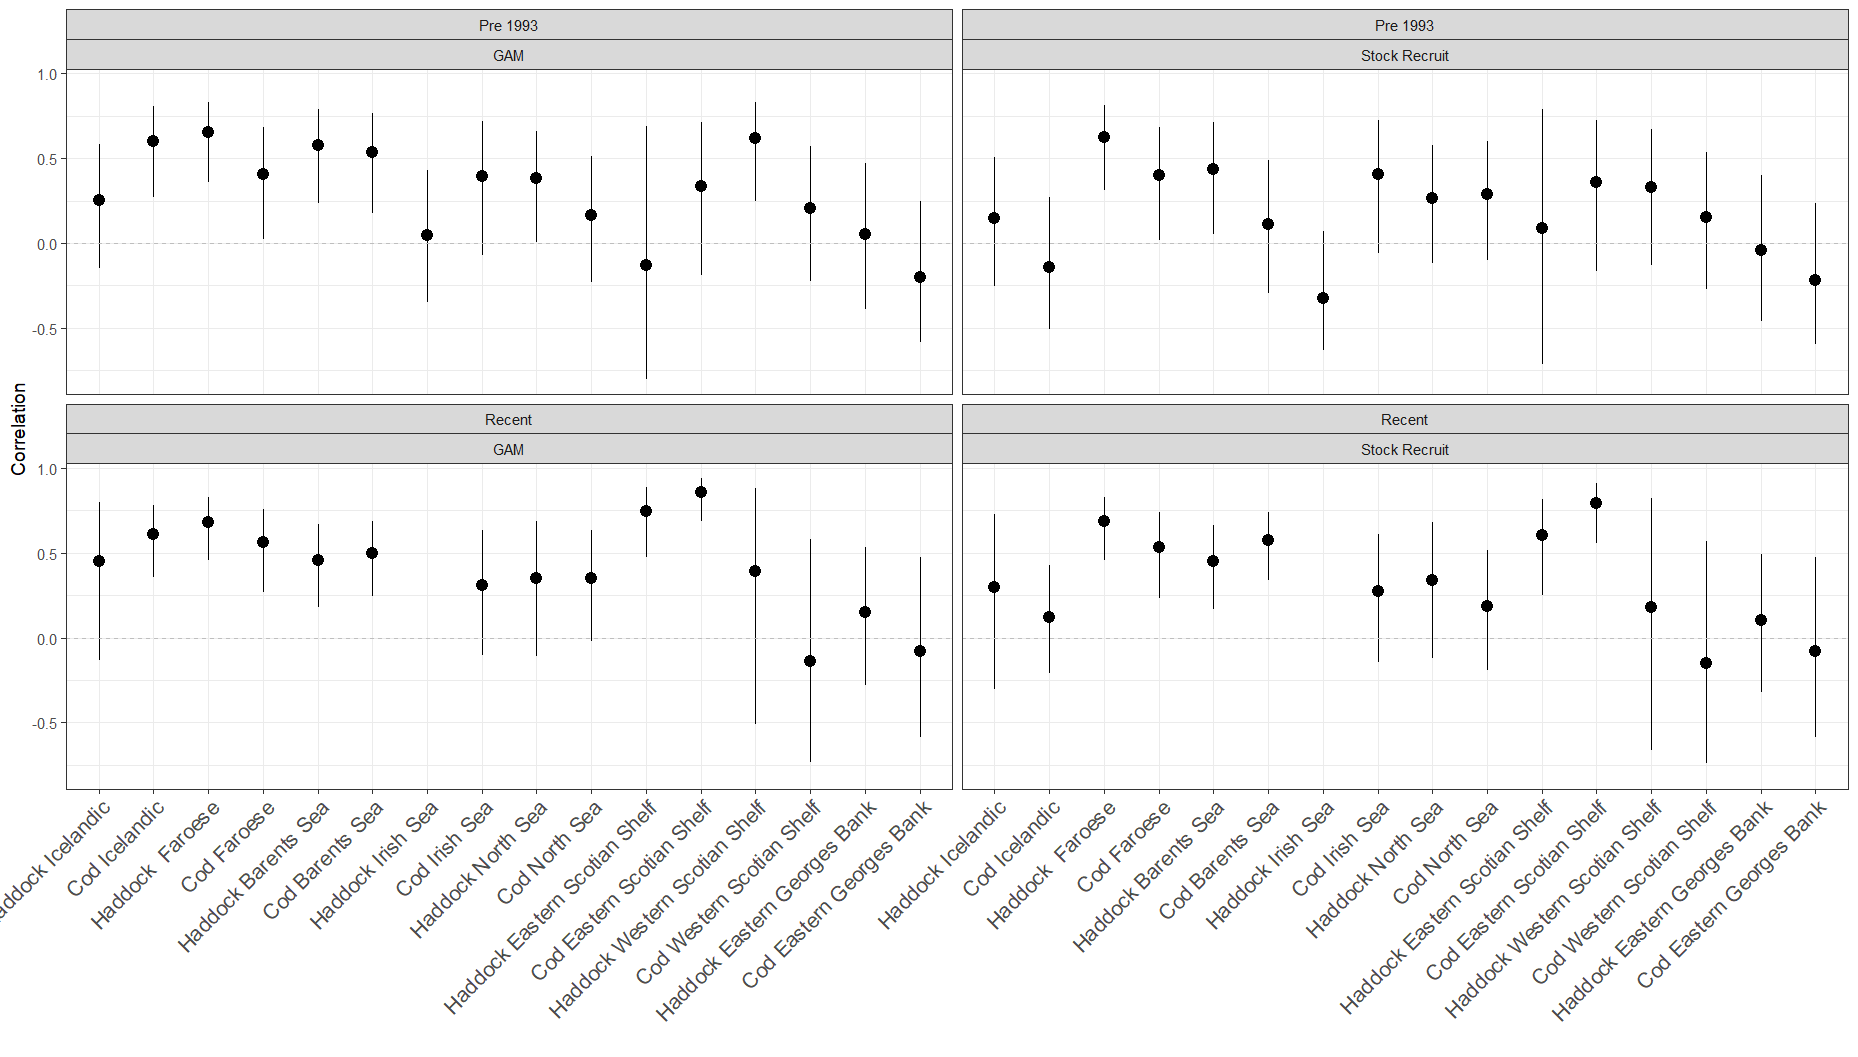 Pre 1993
Pre 1993
GAM
Stock Recruit
1.0
0.5
0.0
-0.5
Correlation
Recent
Recent
GAM
Stock Recruit
1.0
0.5
0.0
-0.5
addock Icelandic
Cod Icelandic
Haddock  Faroese
Cod Faroese
Haddock Barents Sea
Cod Barents Sea
Haddock Irish Sea
Cod Irish Sea
Haddock North Sea
Cod North Sea
Haddock Eastern Scotian Shelf
Cod Eastern Scotian Shelf
Haddock Western Scotian Shelf
Cod Western Scotian Shelf
Haddock Eastern Georges Bank
Cod Eastern Georges Bank
Haddock Icelandic
Cod Icelandic
Haddock  Faroese
Cod Faroese
Haddock Barents Sea
Cod Barents Sea
Haddock Irish Sea
Cod Irish Sea
Haddock North Sea
Cod North Sea
Haddock Eastern Scotian Shelf
Cod Eastern Scotian Shelf
Haddock Western Scotian Shelf
Cod Western Scotian Shelf
Haddock Eastern Georges Bank
Cod Eastern Georges Bank